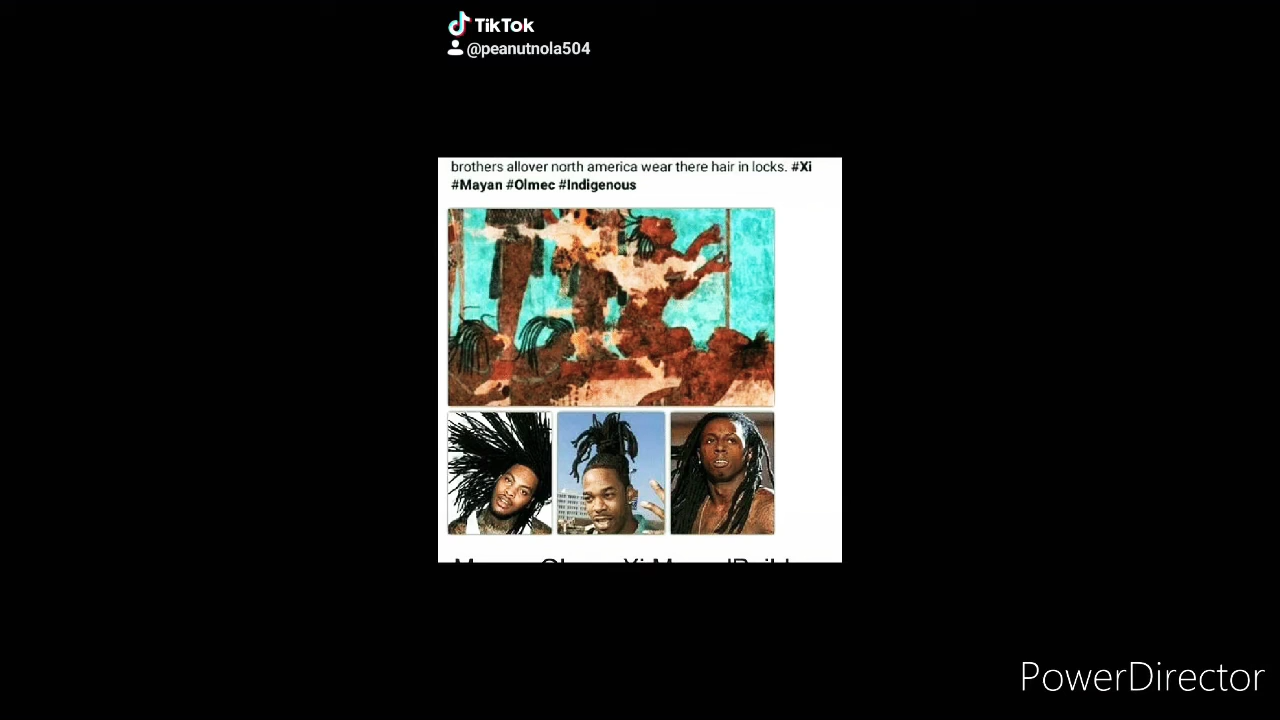 TikTok
@peanutnola504
brothers allover north america wear there hair in locks. #Xi
#Mayan #Olmec #Indigenous
PowerDirector